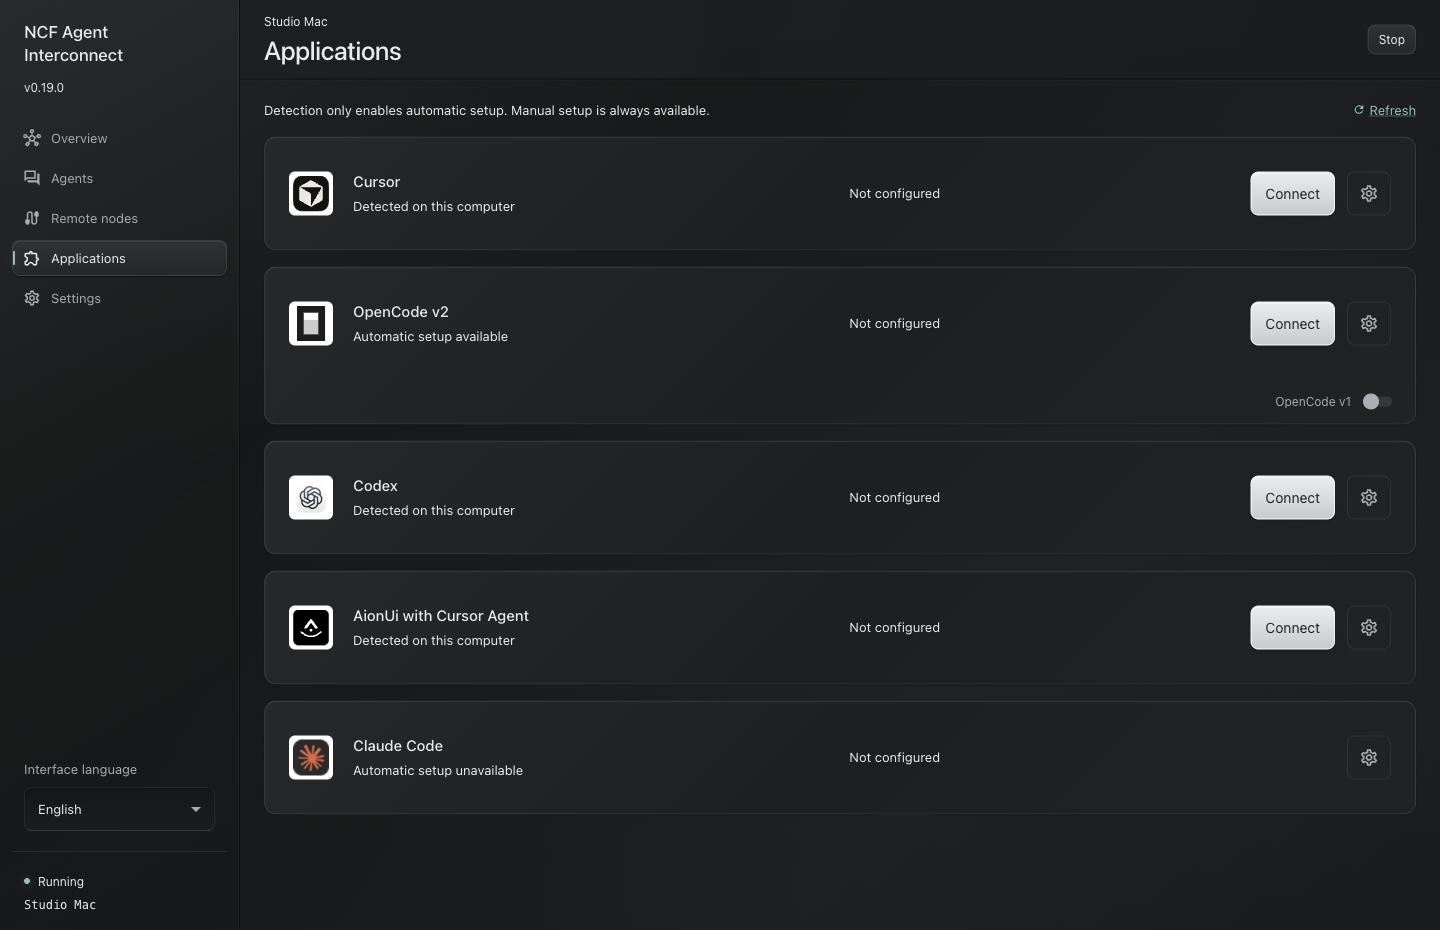 NCF Agent
Interconnect
v0.19.0
Overview
Agents
Remote nodes
Applications
Settings
Interface language
English
Running
Studio Mac
Studio Mac
Applications
Stop
Detection only enables automatic setup. Manual setup is always available.
Refresh
Cursor
Detected on this computer
Not configured
Connect
OpenCode v2
Automatic setup available
Not configured
Connect
OpenCode v1
Codex
Detected on this computer
Not configured
Connect
AionUi with Cursor Agent
Detected on this computer
Not configured
Connect
Claude Code
Automatic setup unavailable
Not configured